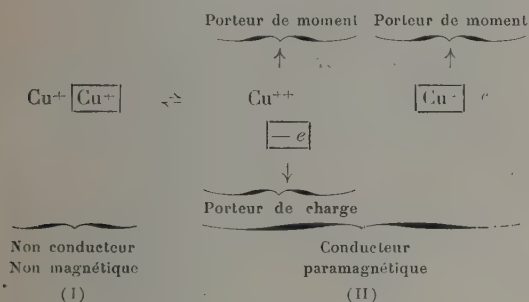 Porteur de moment Porteur de moment
↑ ↑
Cu+ Cu+ ⇌ Cu++ Cu e
— e
↓
Porteur de charge
Non conducteur Conducteur
Non magnétique paramagnétique
(I) (II)